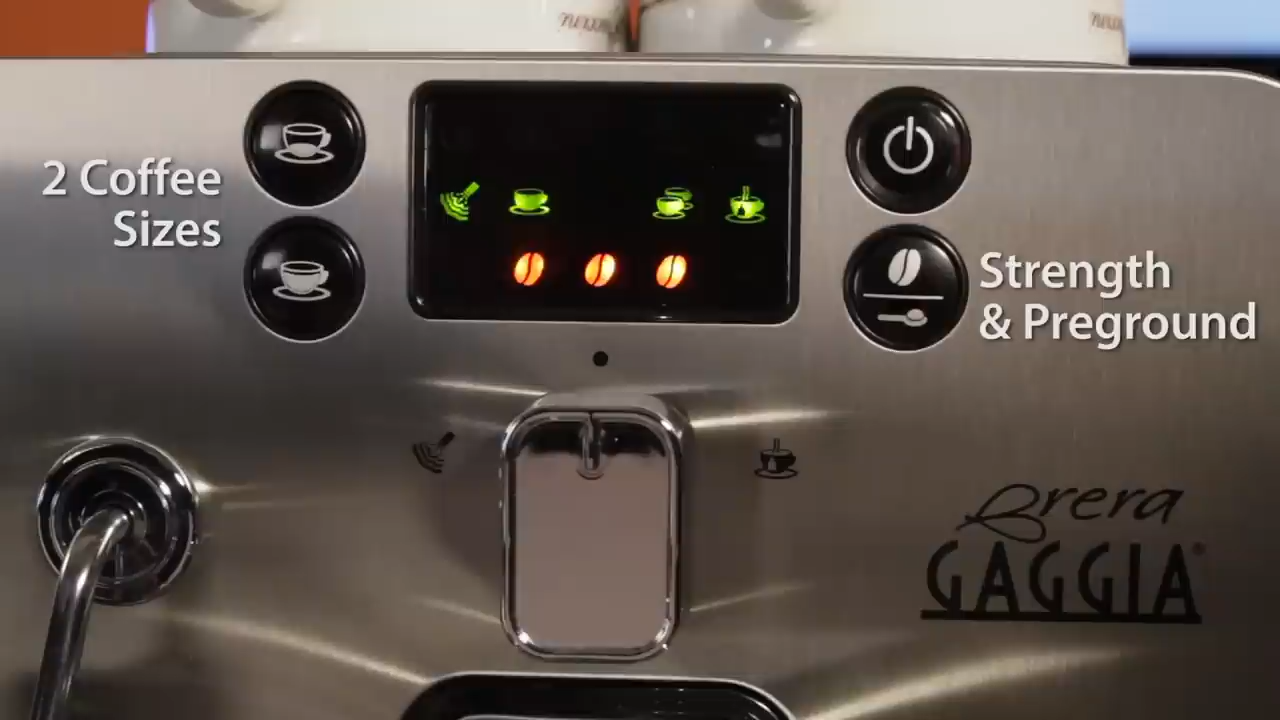 2 Coffee
Sizes
Strength
& Preground
Brera
GAGGIA®